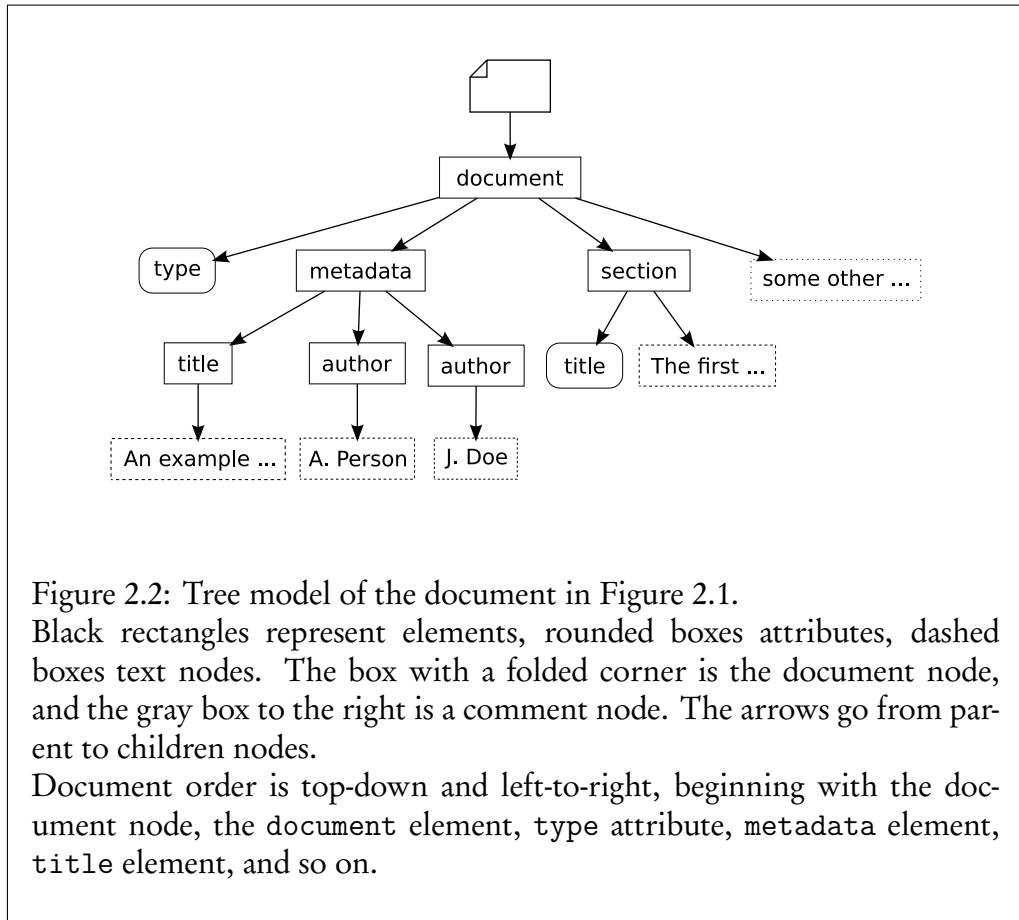 document
type
metadata
section
some other ...
title
author
author
title
The first ...
An example ...
A. Person
J. Doe
Figure 2.2: Tree model of the document in Figure 2.1.
Black rectangles represent elements, rounded boxes attributes, dashed
boxes text nodes. The box with a folded corner is the document node,
and the gray box to the right is a comment node. The arrows go from par-
ent to children nodes.
Document order is top-down and left-to-right, beginning with the doc-
ument node, the document element, type attribute, metadata element,
title element, and so on.